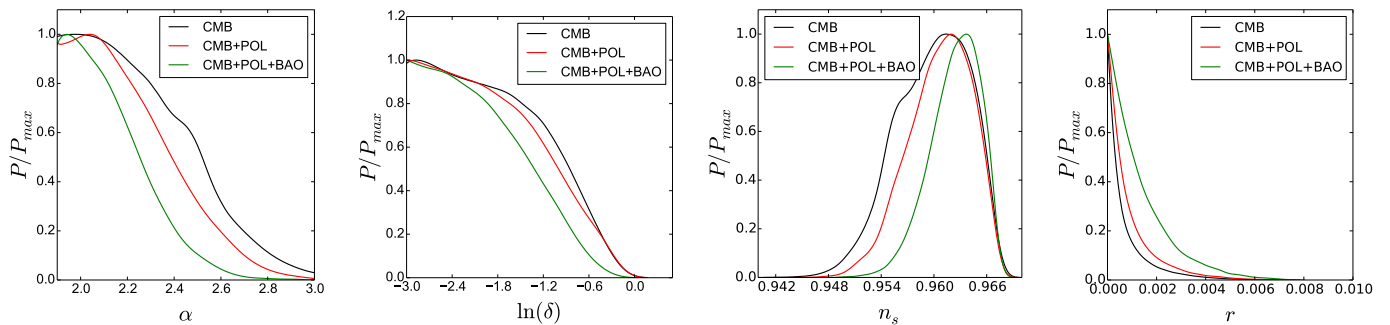 CMB
CMB+POL
CMB+POL+BAO
P/P_max
1.0
0.8
0.6
0.4
0.2
0.0
2.0 2.2 2.4 2.6 2.8 3.0
α
CMB
CMB+POL
CMB+POL+BAO
P/P_max
1.2
1.0
0.8
0.6
0.4
0.2
0.0
−3.0 −2.4 −1.8 −1.2 −0.6 0.0
ln(δ)
CMB
CMB+POL
CMB+POL+BAO
P/P_max
1.0
0.8
0.6
0.4
0.2
0.0
0.942 0.948 0.954 0.960 0.966
n_s
CMB
CMB+POL
CMB+POL+BAO
P/P_max
1.0
0.8
0.6
0.4
0.2
0.0
0.000 0.002 0.004 0.006 0.008 0.010
r